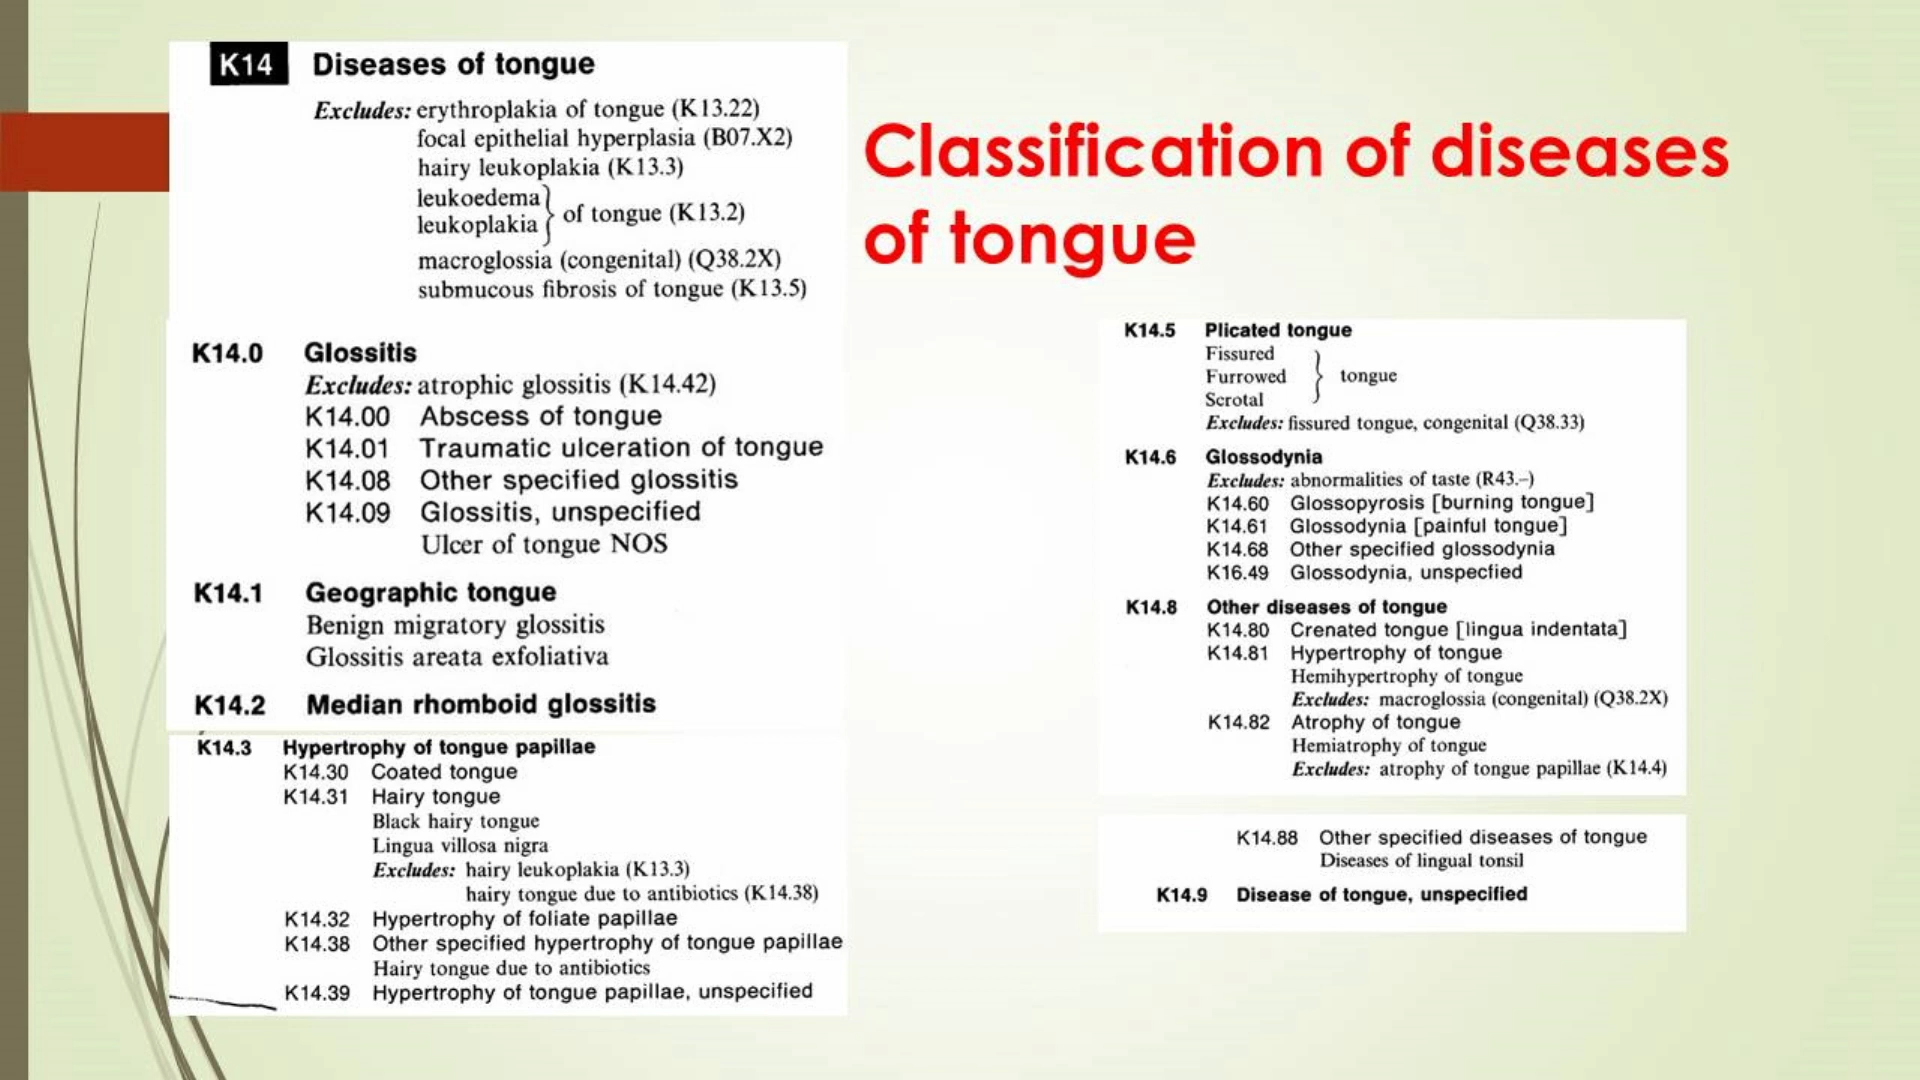 K14 Diseases of tongue
Excludes: erythroplakia of tongue (K13.22)
focal epithelial hyperplasia (B07.X2)
hairy leukoplakia (K13.3)
leukoedema
leukoplakia } of tongue (K13.2)
macroglossia (congenital) (Q38.2X)
submucous fibrosis of tongue (K13.5)
K14.0 Glossitis
Excludes: atrophic glossitis (K14.42)
K14.00 Abscess of tongue
K14.01 Traumatic ulceration of tongue
K14.08 Other specified glossitis
K14.09 Glossitis, unspecified
Ulcer of tongue NOS
K14.1 Geographic tongue
Benign migratory glossitis
Glossitis areata exfoliativa
K14.2 Median rhomboid glossitis
K14.3 Hypertrophy of tongue papillae
K14.30 Coated tongue
K14.31 Hairy tongue
Black hairy tongue
Lingua villosa nigra
Excludes: hairy leukoplakia (K13.3)
hairy tongue due to antibiotics (K14.38)
K14.32 Hypertrophy of foliate papillae
K14.38 Other specified hypertrophy of tongue papillae
Hairy tongue due to antibiotics
K14.39 Hypertrophy of tongue papillae, unspecified
Classification of diseases
of tongue
K14.5 Plicated tongue
Fissured
Furrowed } tongue
Scrotal
Excludes: fissured tongue, congenital (Q38.33)
K14.6 Glossodynia
Excludes: abnormalities of taste (R43.–)
K14.60 Glossopyrosis [burning tongue]
K14.61 Glossodynia [painful tongue]
K14.68 Other specified glossodynia
K16.49 Glossodynia, unspecfied
K14.8 Other diseases of tongue
K14.80 Crenated tongue [lingua indentata]
K14.81 Hypertrophy of tongue
Hemihypertrophy of tongue
Excludes: macroglossia (congenital) (Q38.2X)
K14.82 Atrophy of tongue
Hemiatrophy of tongue
Excludes: atrophy of tongue papillae (K14.4)
K14.88 Other specified diseases of tongue
Diseases of lingual tonsil
K14.9 Disease of tongue, unspecified